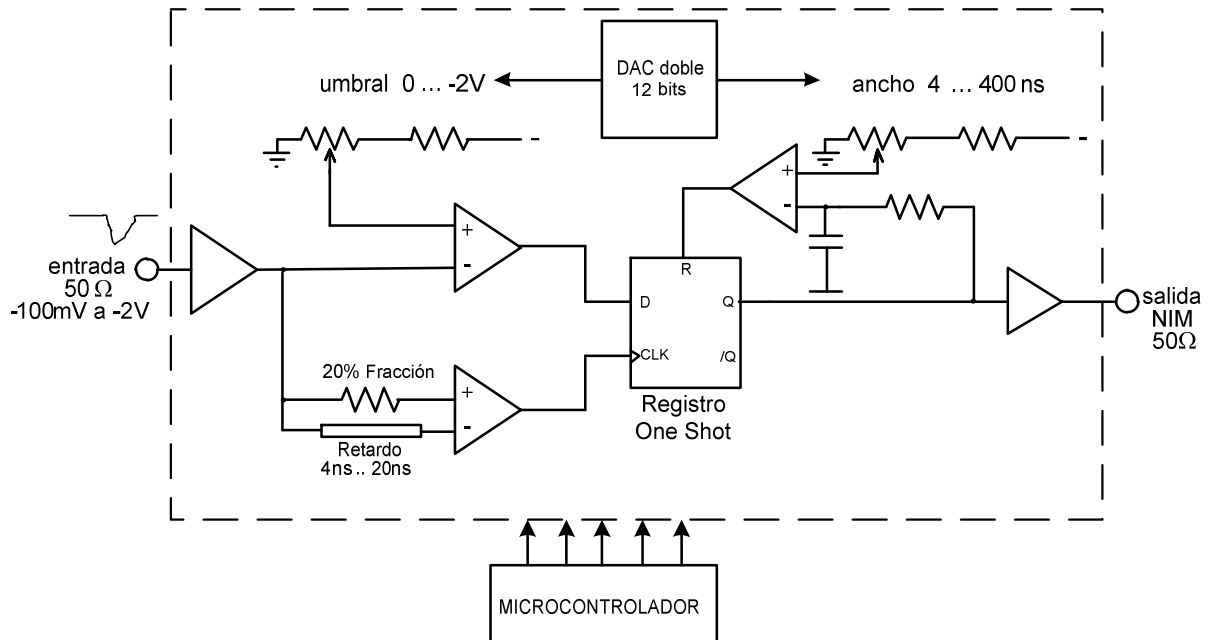 DAC doble
12 bits
umbral 0 ... -2V
ancho 4 ... 400 ns
-
-
+
-
entrada
50 Ω
-100mV a -2V
+
-
R
D
Q
CLK
/Q
salida
NIM
50Ω
20% Fracción
+
-
Retardo
4ns .. 20ns
Registro
One Shot
MICROCONTROLADOR